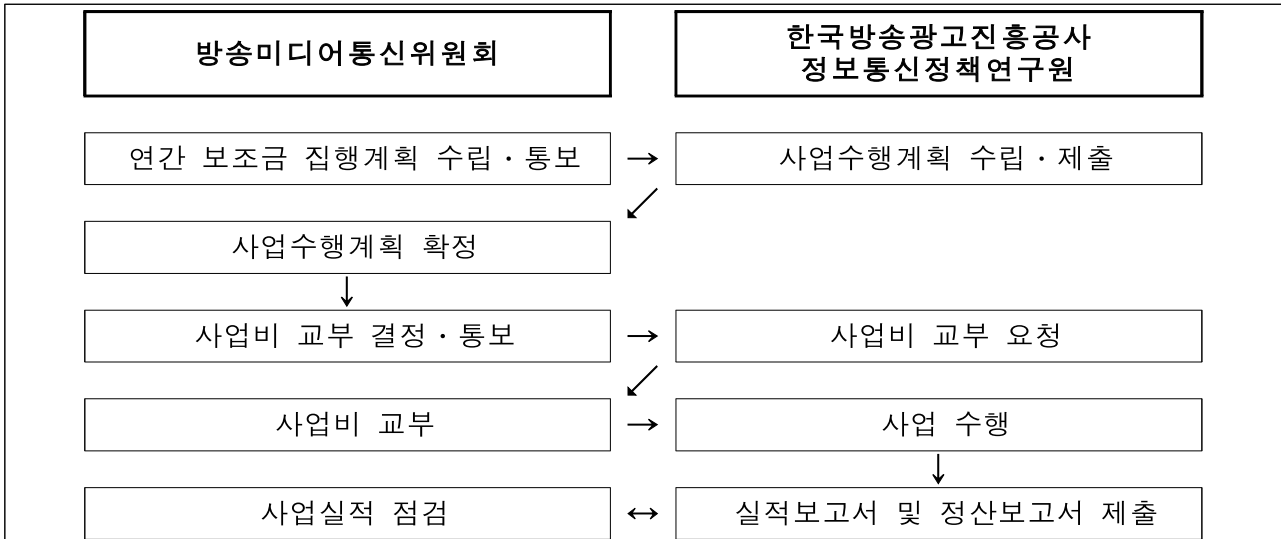 방송미디어통신위원회
한국방송광고진흥공사
정보통신정책연구원
연간 보조금 집행계획 수립·통보 → 사업수행계획 수립·제출
사업수행계획 확정
사업비 교부 결정·통보 → 사업비 교부 요청
사업비 교부 → 사업 수행
사업실적 점검 ↔ 실적보고서 및 정산보고서 제출